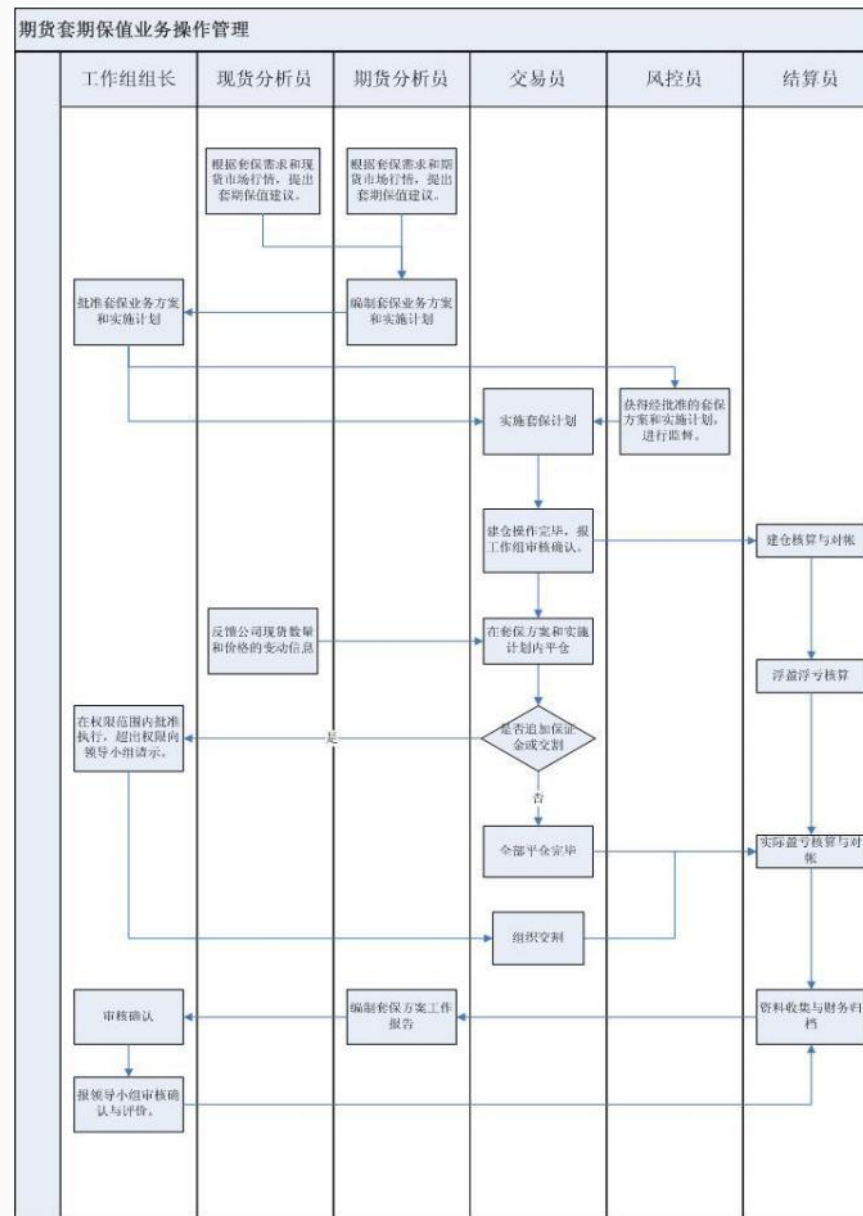 期货套期保值业务操作管理
工作组组长
现货分析员
期货分析员
交易员
风控员
结算员
根据套保需求和现
货市场行情，提出
套期保值建议。
根据套保需求和期
货市场行情，提出
套期保值建议。
批准套保业务方案
和实施计划
编制套保业务方案
和实施计划
实施套保计划
获得经批准的套保
方案和实施计划，
进行监督。
建仓操作完毕，报
工作组审核确认。
建仓核算与对帐
反馈公司现货数量
和价格的变动信息
在套保方案和实施
计划内平仓
浮盈浮亏核算
在权限范围内批准
执行，超出权限向
领导小组请示。
是
是否追加保证
金或交割
否
全部平仓完毕
实际盈亏核算与对
帐
组织交割
审核确认
编制套保方案工作
报告
资料收集与财务归
档
报领导小组审核确
认与评价。